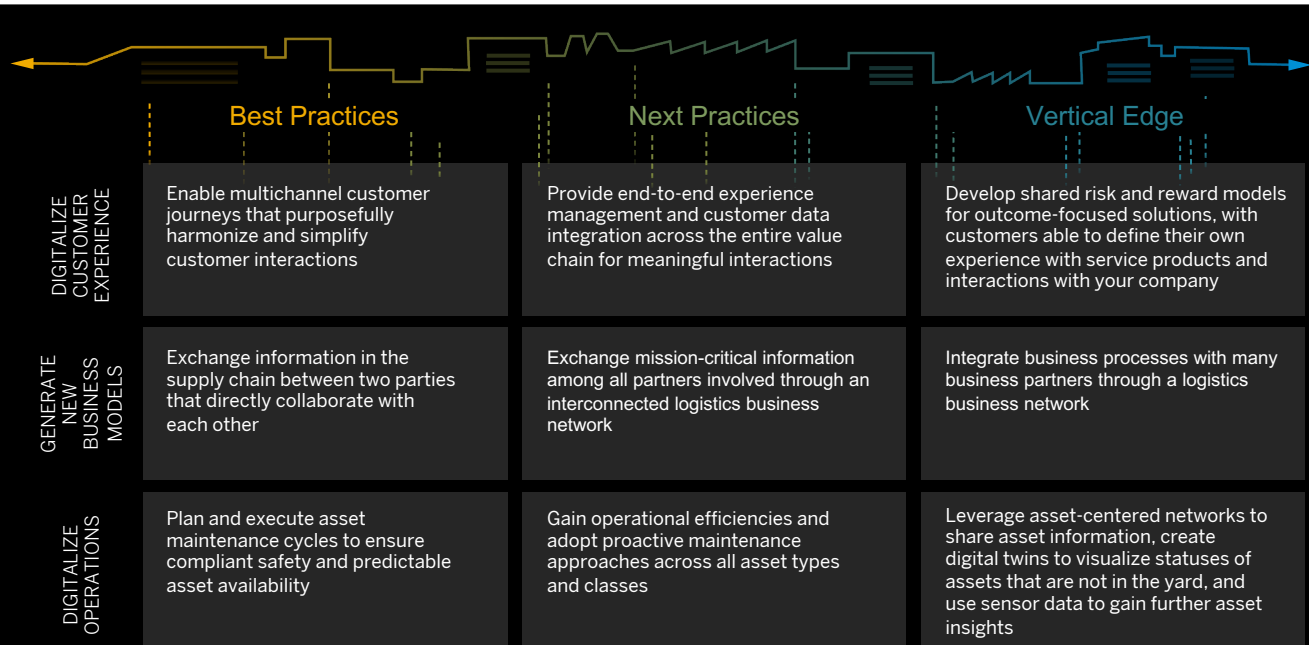 Best Practices
Next Practices
Vertical Edge
DIGITALIZE
CUSTOMER
EXPERIENCE
Enable multichannel customer
journeys that purposefully
harmonize and simplify
customer interactions
Provide end-to-end experience
management and customer data
integration across the entire value
chain for meaningful interactions
Develop shared risk and reward models
for outcome-focused solutions, with
customers able to define their own
experience with service products and
interactions with your company
GENERATE
NEW
BUSINESS
MODELS
Exchange information in the
supply chain between two parties
that directly collaborate with
each other
Exchange mission-critical information
among all partners involved through an
interconnected logistics business
network
Integrate business processes with many
business partners through a logistics
business network
DIGITALIZE
OPERATIONS
Plan and execute asset
maintenance cycles to ensure
compliant safety and predictable
asset availability
Gain operational efficiencies and
adopt proactive maintenance
approaches across all asset types
and classes
Leverage asset-centered networks to
share asset information, create
digital twins to visualize statuses of
assets that are not in the yard, and
use sensor data to gain further asset
insights